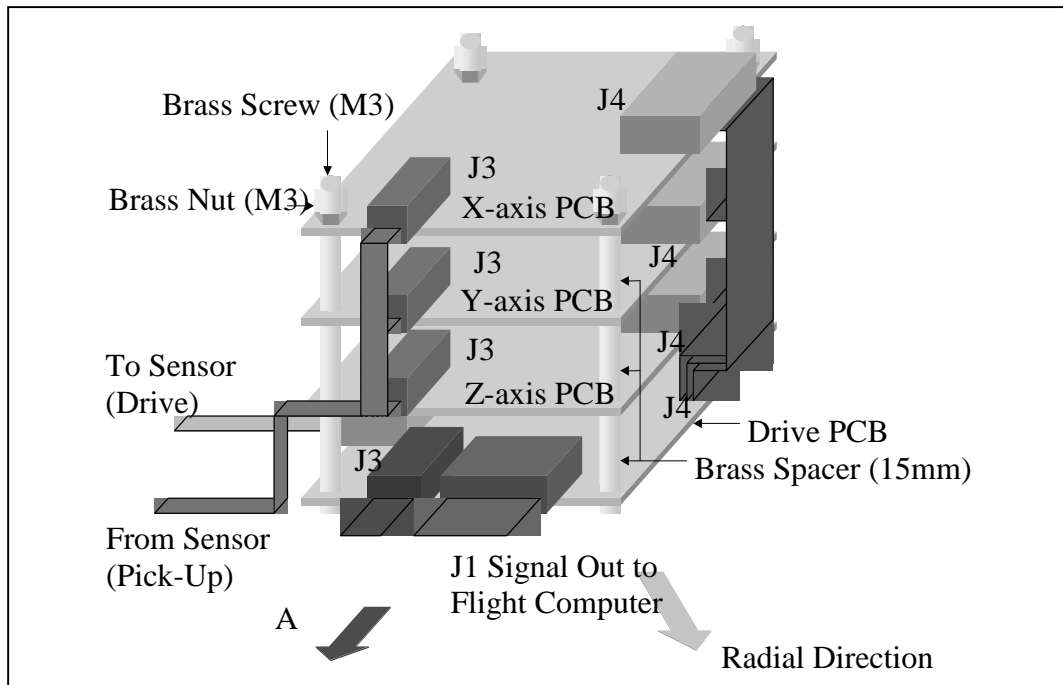 J4
Brass Screw (M3)
J3
Brass Nut (M3)
X-axis PCB
J3
J4
Y-axis PCB
J3
J4
To Sensor
(Drive)
Z-axis PCB
J4
Drive PCB
J3
Brass Spacer (15mm)
From Sensor
(Pick-Up)
J1 Signal Out to
Flight Computer
A
Radial Direction